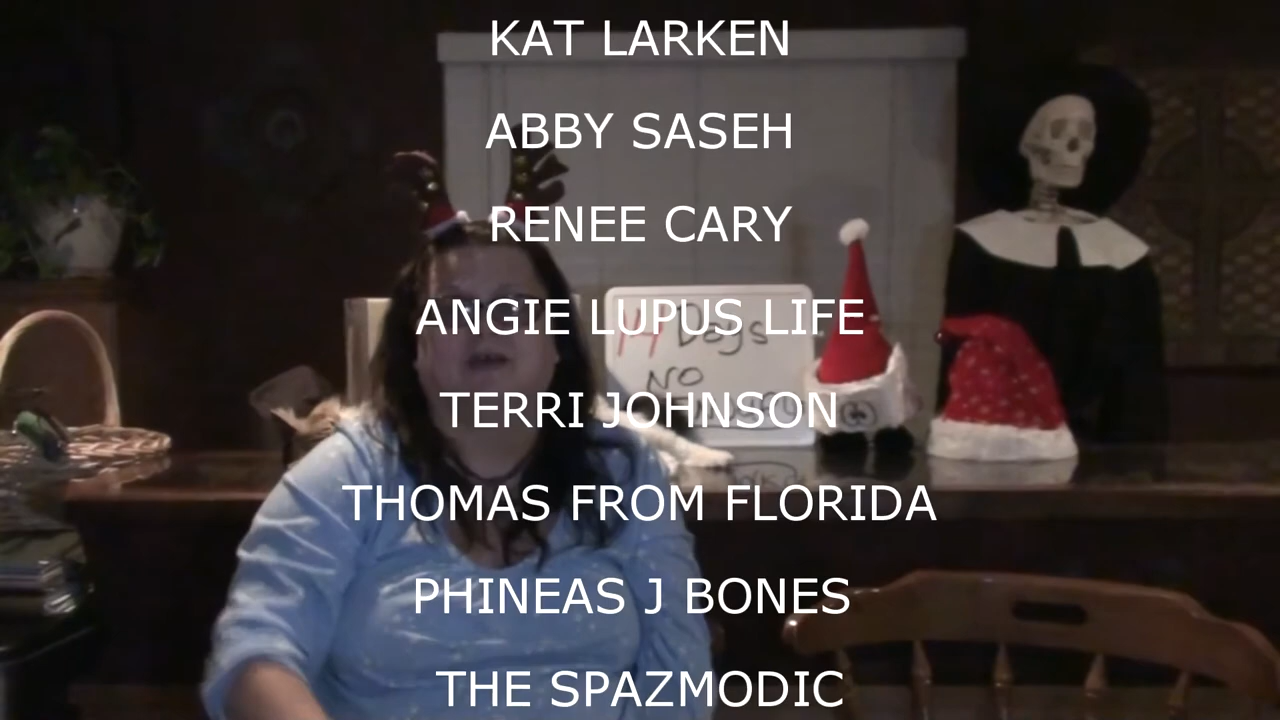 KAT LARKEN
ABBY SASEH
RENEE CARY
ANGIE LUPUS LIFE
14 Days
NO
TERRI JOHNSON
THOMAS FROM FLORIDA
PHINEAS J BONES
THE SPAZMODIC